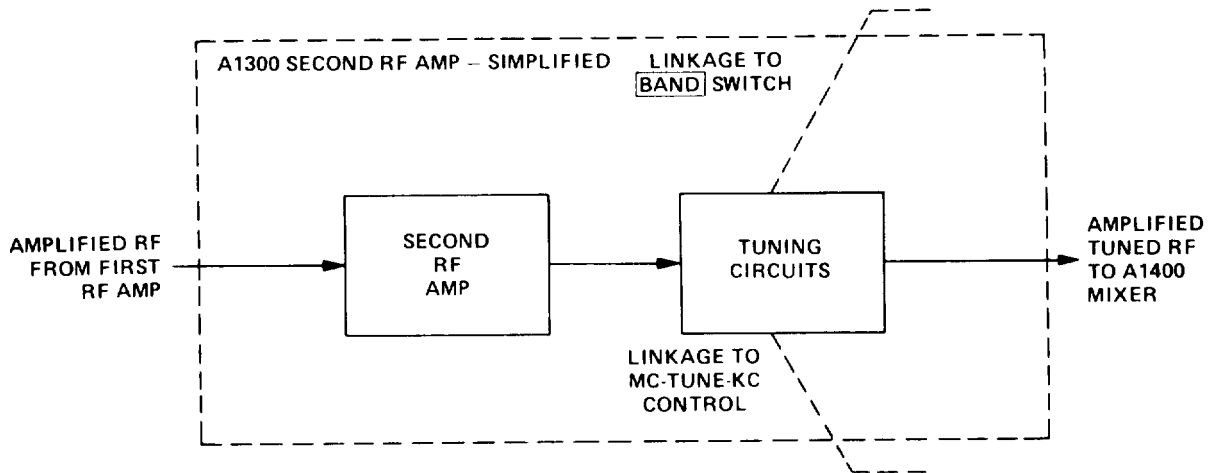 A1300 SECOND RF AMP – SIMPLIFIED
LINKAGE TO
BAND SWITCH
AMPLIFIED RF
FROM FIRST
RF AMP
SECOND
RF
AMP
TUNING
CIRCUITS
AMPLIFIED
TUNED RF
TO A1400
MIXER
LINKAGE TO
MC-TUNE-KC
CONTROL